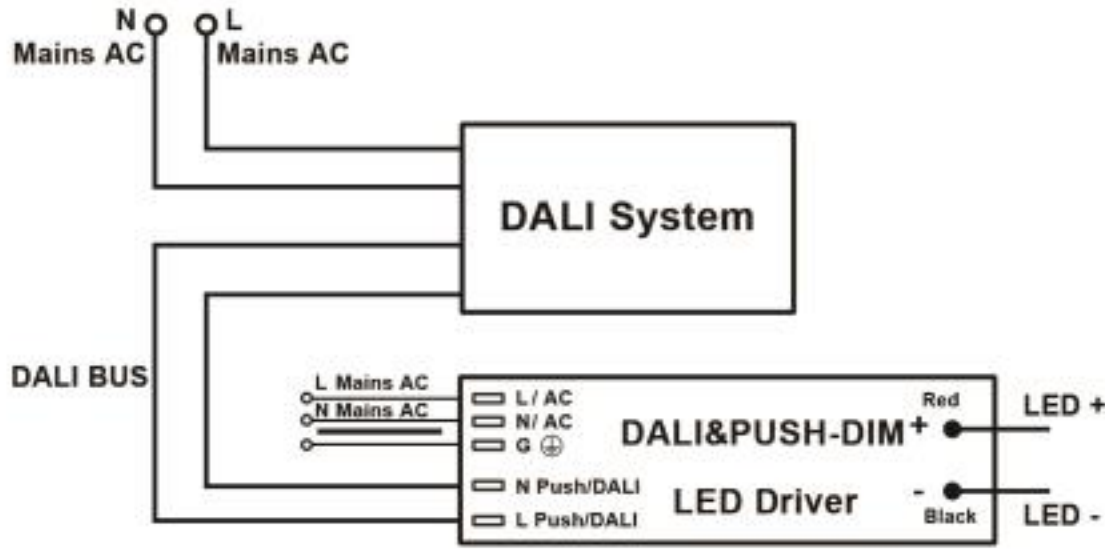 N
L
Mains AC
Mains AC
DALI System
DALI BUS
L Mains AC
N Mains AC
L / AC
N/ AC
G
N Push/DALI
L Push/DALI
DALI&PUSH-DIM
LED Driver
Red
+
-
Black
LED +
LED -